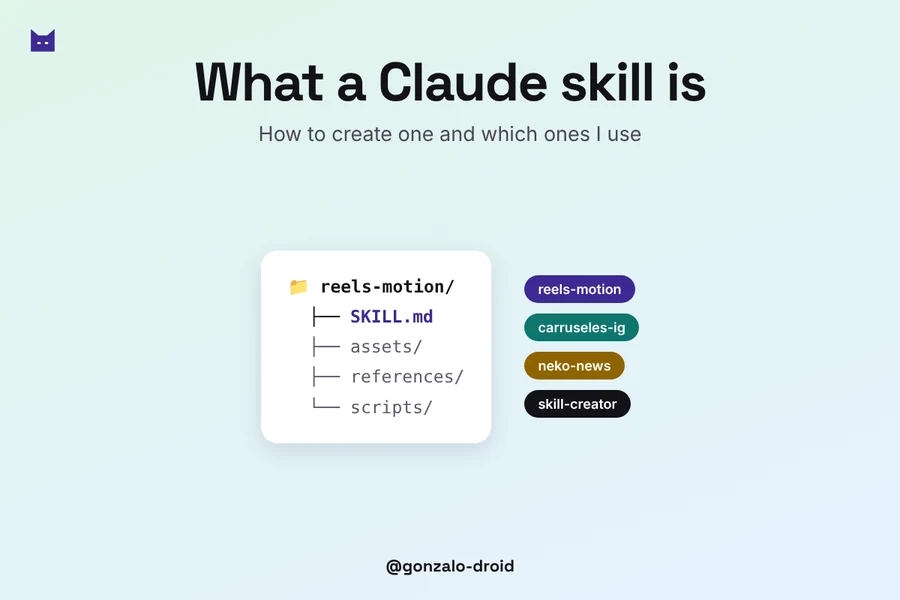 What a Claude skill is
How to create one and which ones I use
reels-motion/
├── SKILL.md
├── assets/
├── references/
└── scripts/
reels-motion
carruseles-ig
neko-news
skill-creator
@gonzalo-droid